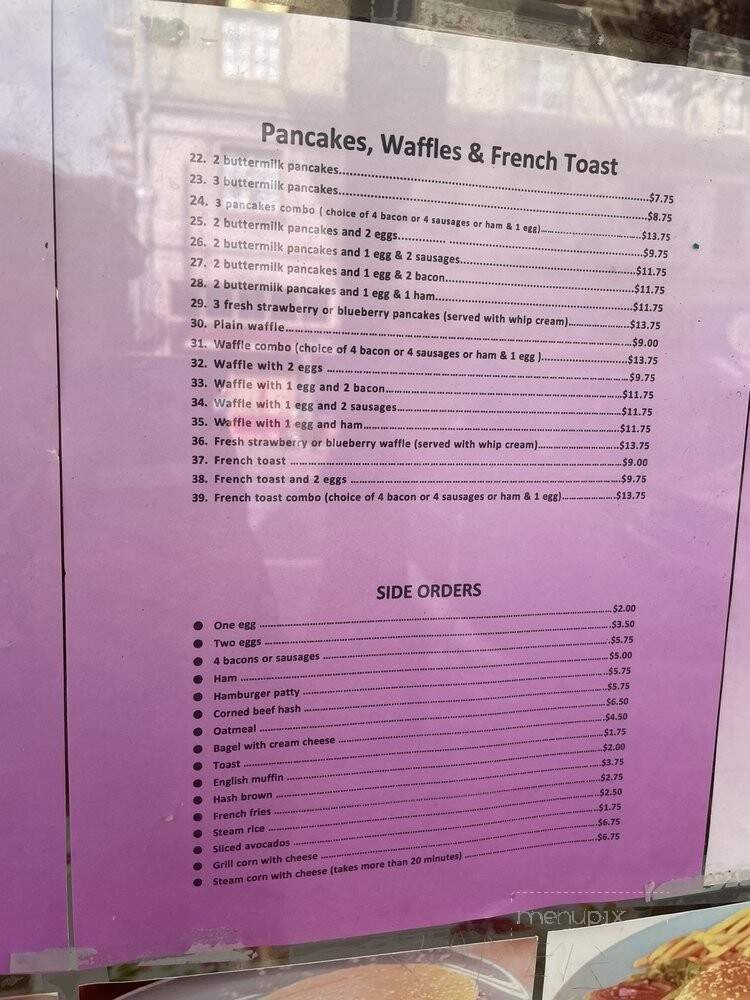 Pancakes, Waffles & French Toast
22. 2 buttermilk pancakes...$7.75
23. 3 buttermilk pancakes...$8.75
24. 3 pancakes combo ( choice of 4 bacon or 4 sausages or ham & 1 egg)...$13.75
25. 2 buttermilk pancakes and 2 eggs...$9.75
26. 2 buttermilk pancakes and 1 egg & 2 sausages...$11.75
27. 2 buttermilk pancakes and 1 egg & 2 bacon...$11.75
28. 2 buttermilk pancakes and 1 egg & 1 ham...$11.75
29. 3 fresh strawberry or blueberry pancakes (served with whip cream)...$13.75
30. Plain waffle...$9.00
31. Waffle combo (choice of 4 bacon or 4 sausages or ham & 1 egg )...$13.75
32. Waffle with 2 eggs ...$9.75
33. Waffle with 1 egg and 2 bacon...$11.75
34. Waffle with 1 egg and 2 sausages...$11.75
35. Waffle with 1 egg and ham...$11.75
36. Fresh strawberry or blueberry waffle (served with whip cream)...$13.75
37. French toast ...$9.00
38. French toast and 2 eggs ...$9.75
39. French toast combo (choice of 4 bacon or 4 sausages or ham & 1 egg)...$13.75
SIDE ORDERS
● One egg ...$2.00
● Two eggs ...$3.50
● 4 bacons or sausages ...$5.75
● Ham ...$5.00
● Hamburger patty ...$5.75
● Corned beef hash ...$5.75
● Oatmeal ...$6.50
● Bagel with cream cheese ...$4.50
● Toast ...$1.75
● English muffin ...$2.00
● Hash brown ...$3.75
● French fries ...$2.75
● Steam rice ...$2.50
● Sliced avocados ...$1.75
● Grill corn with cheese ...$6.75
● Steam corn with cheese (takes more than 20 minutes) ...$6.75
menupix